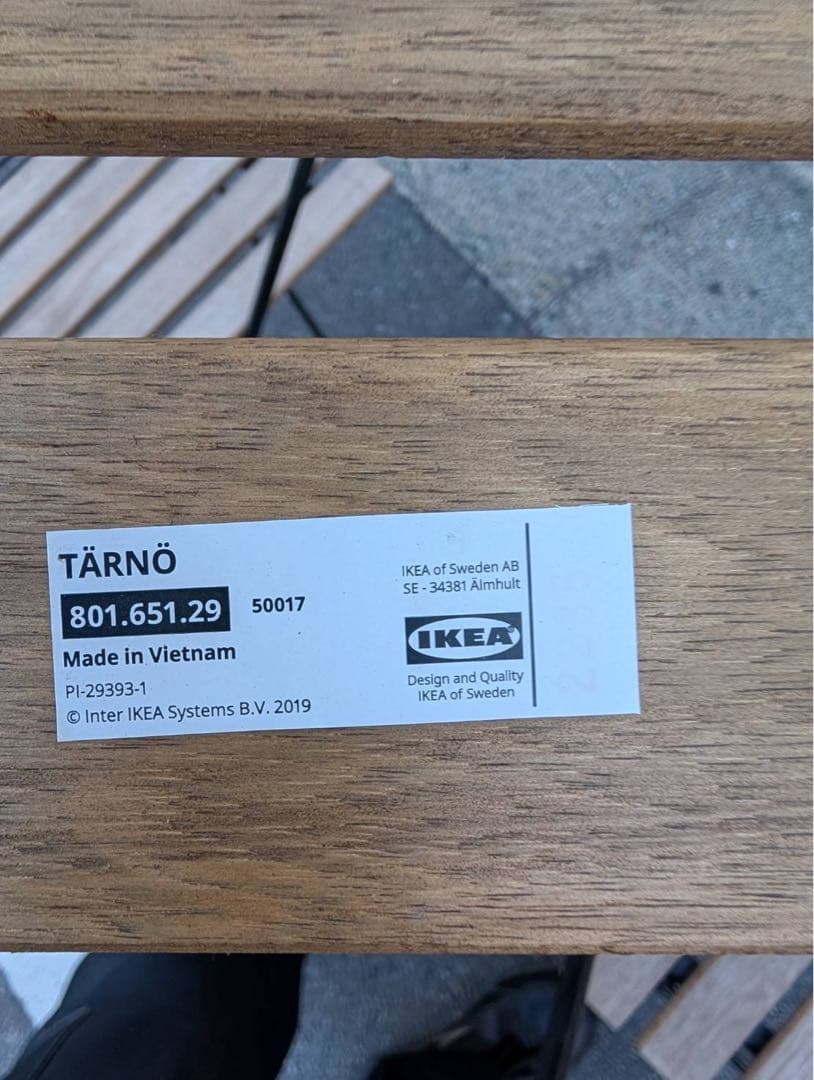 TÄRNÖ
801.651.29 50017
Made in Vietnam
PI-29393-1
© Inter IKEA Systems B.V. 2019
IKEA of Sweden AB
SE - 34381 Älmhult
IKEA
Design and Quality
IKEA of Sweden